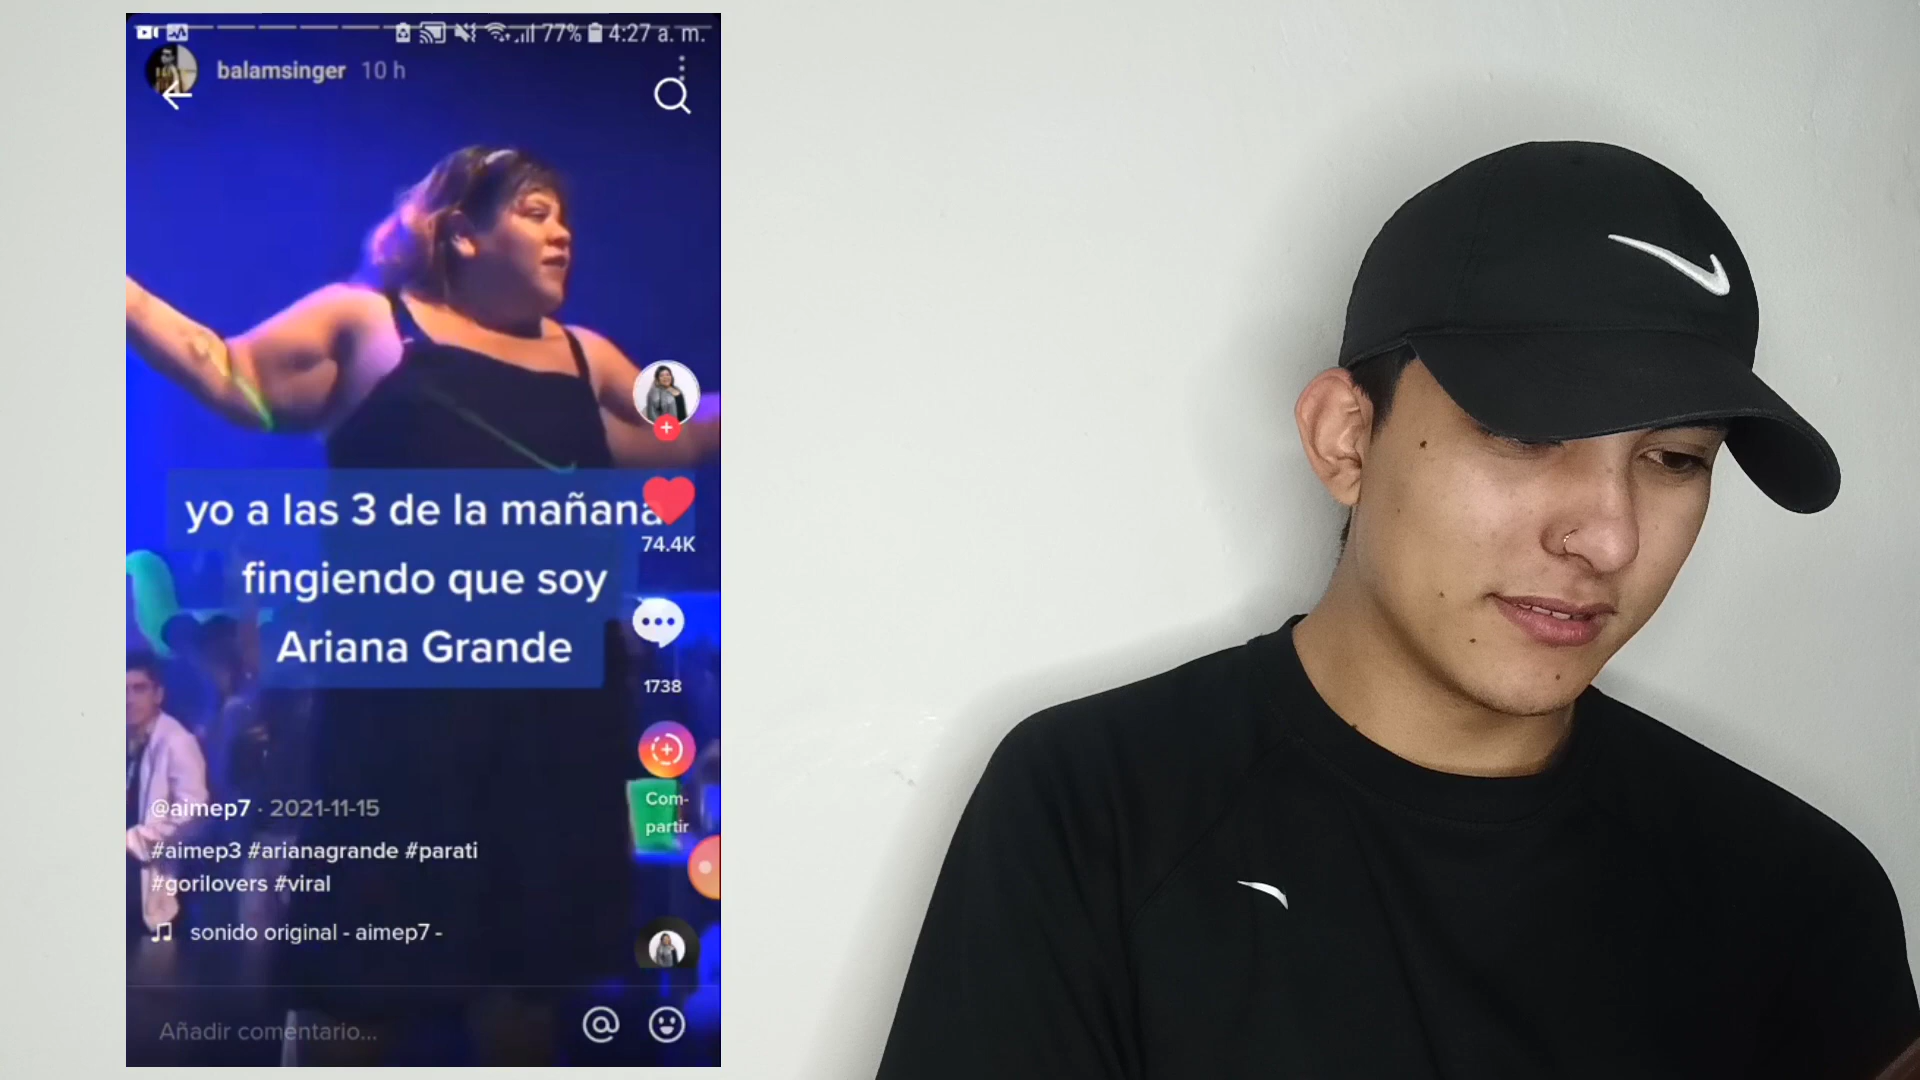 77% 4:27 a. m.
balamsinger 10 h
yo a las 3 de la mañana
fingiendo que soy
Ariana Grande
74.4K
1738
Com-
partir
@aimep7 · 2021-11-15
#aimep3 #arianagrande #parati
#gorilovers #viral
sonido original - aimep7 -
Añadir comentario...